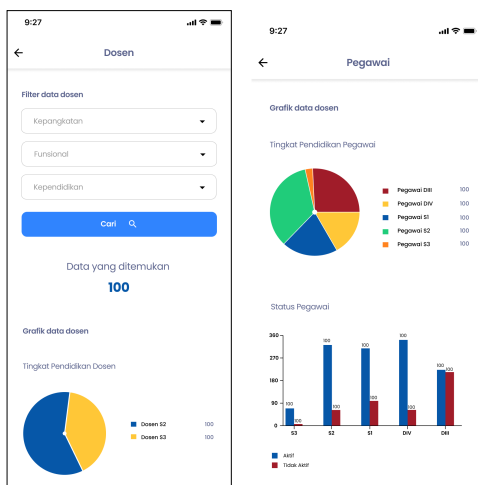 9:27
Dosen
Filter data dosen
Kepangkatan
Funsional
Kependidikan
Cari
Data yang ditemukan
100
Grafik data dosen
Tingkat Pendidikan Dosen
Dosen S2 100
Dosen S3 100
9:27
Pegawai
Grafik data dosen
Tingkat Pendidikan Pegawai
Pegawai DIII 100
Pegawai DIV 100
Pegawai S1 100
Pegawai S2 100
Pegawai S3 100
Status Pegawai
360
270
180
90
0
100 100
100 100
100 100
100 100
100 100
S3 S2 S1 DIV DIII
Aktif
Tidak Aktif